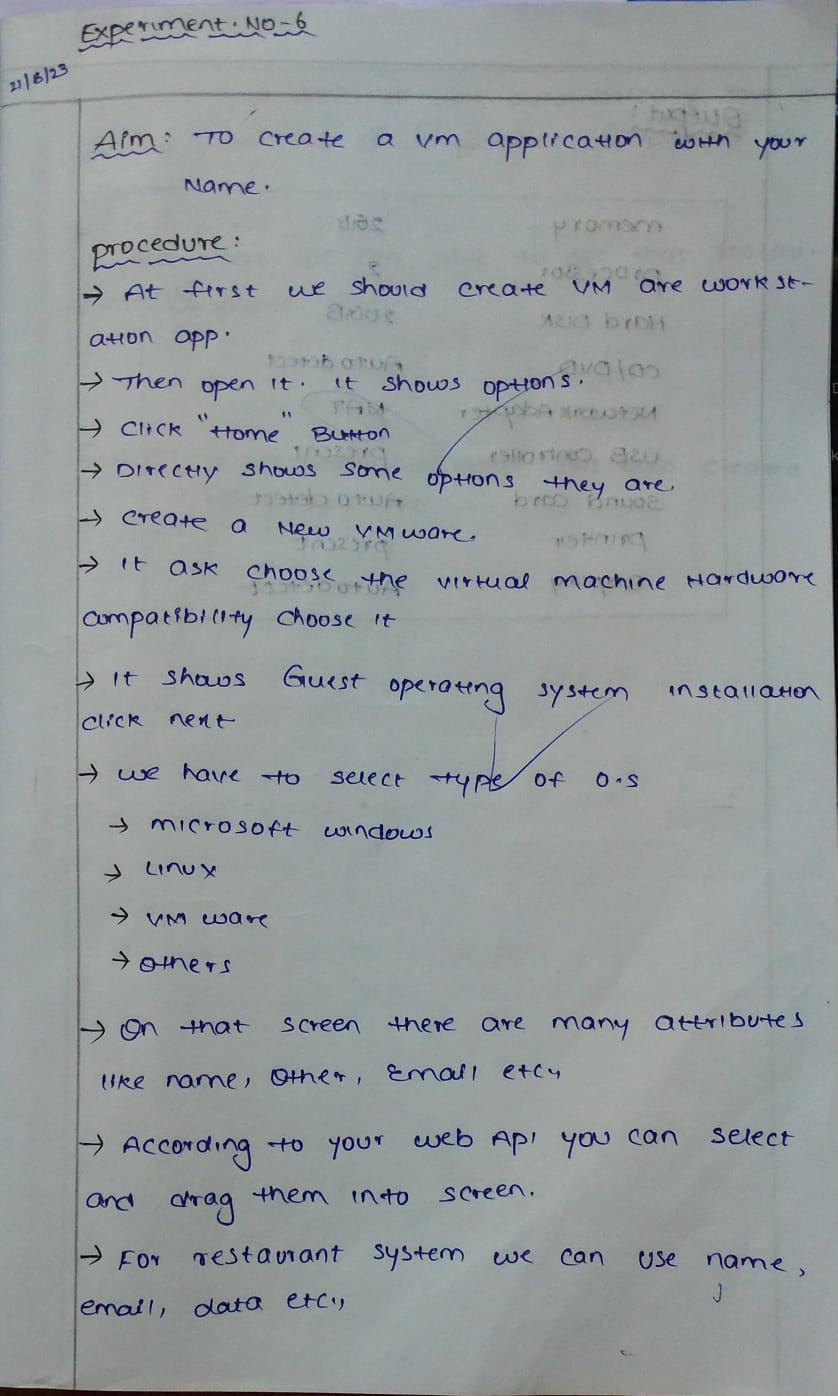 Experiment. No-6
21/6/23
Aim: To create a vm application with your
Name.
procedure:
→ At first we should create VM are workst-
ation app.
→ Then open it. it shows options.
→ Click "Home" Button
→ Directly shows some options they are,
→ create a New VM ware.
→ it ask choose the virtual machine Hardware
compatibility choose it
→ it shows Guest operating system installation
click next
→ we have to select type of o.s
→ microsoft windows
→ Linux
→ VM ware
→ others
→ On that screen there are many attributes
like name, Other, Email etc,
→ According to your web Api you can select
and drag them into screen.
→ For restaurant system we can use name,
email, data etc.,